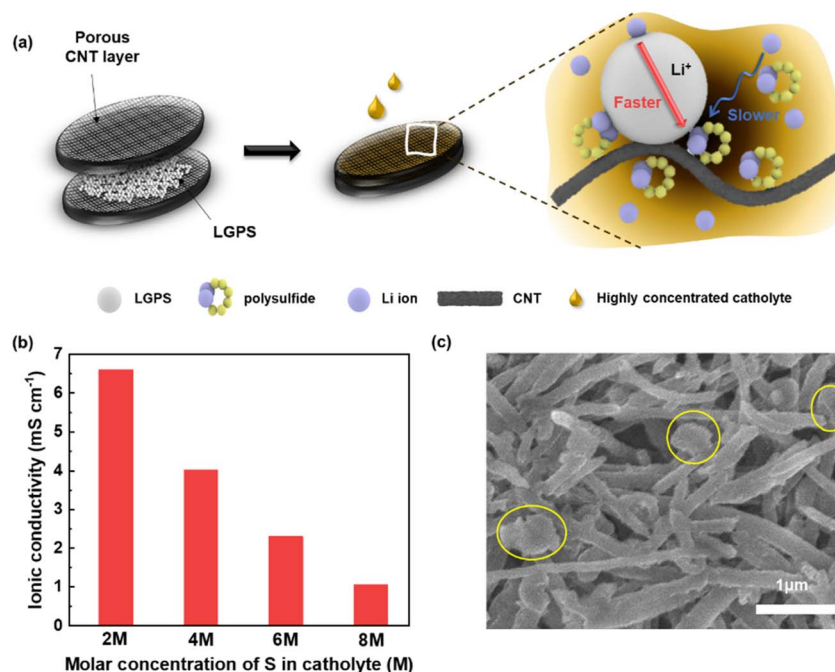 (a)
Porous
CNT layer
LGPS
Li⁺
Faster
Slower
LGPS
polysulfide
Li ion
CNT
Highly concentrated catholyte
(b)
Ionic conductivity (mS cm⁻¹)
7
6
5
4
3
2
1
0
2M
4M
6M
8M
Molar concentration of S in catholyte (M)
(c)
1μm